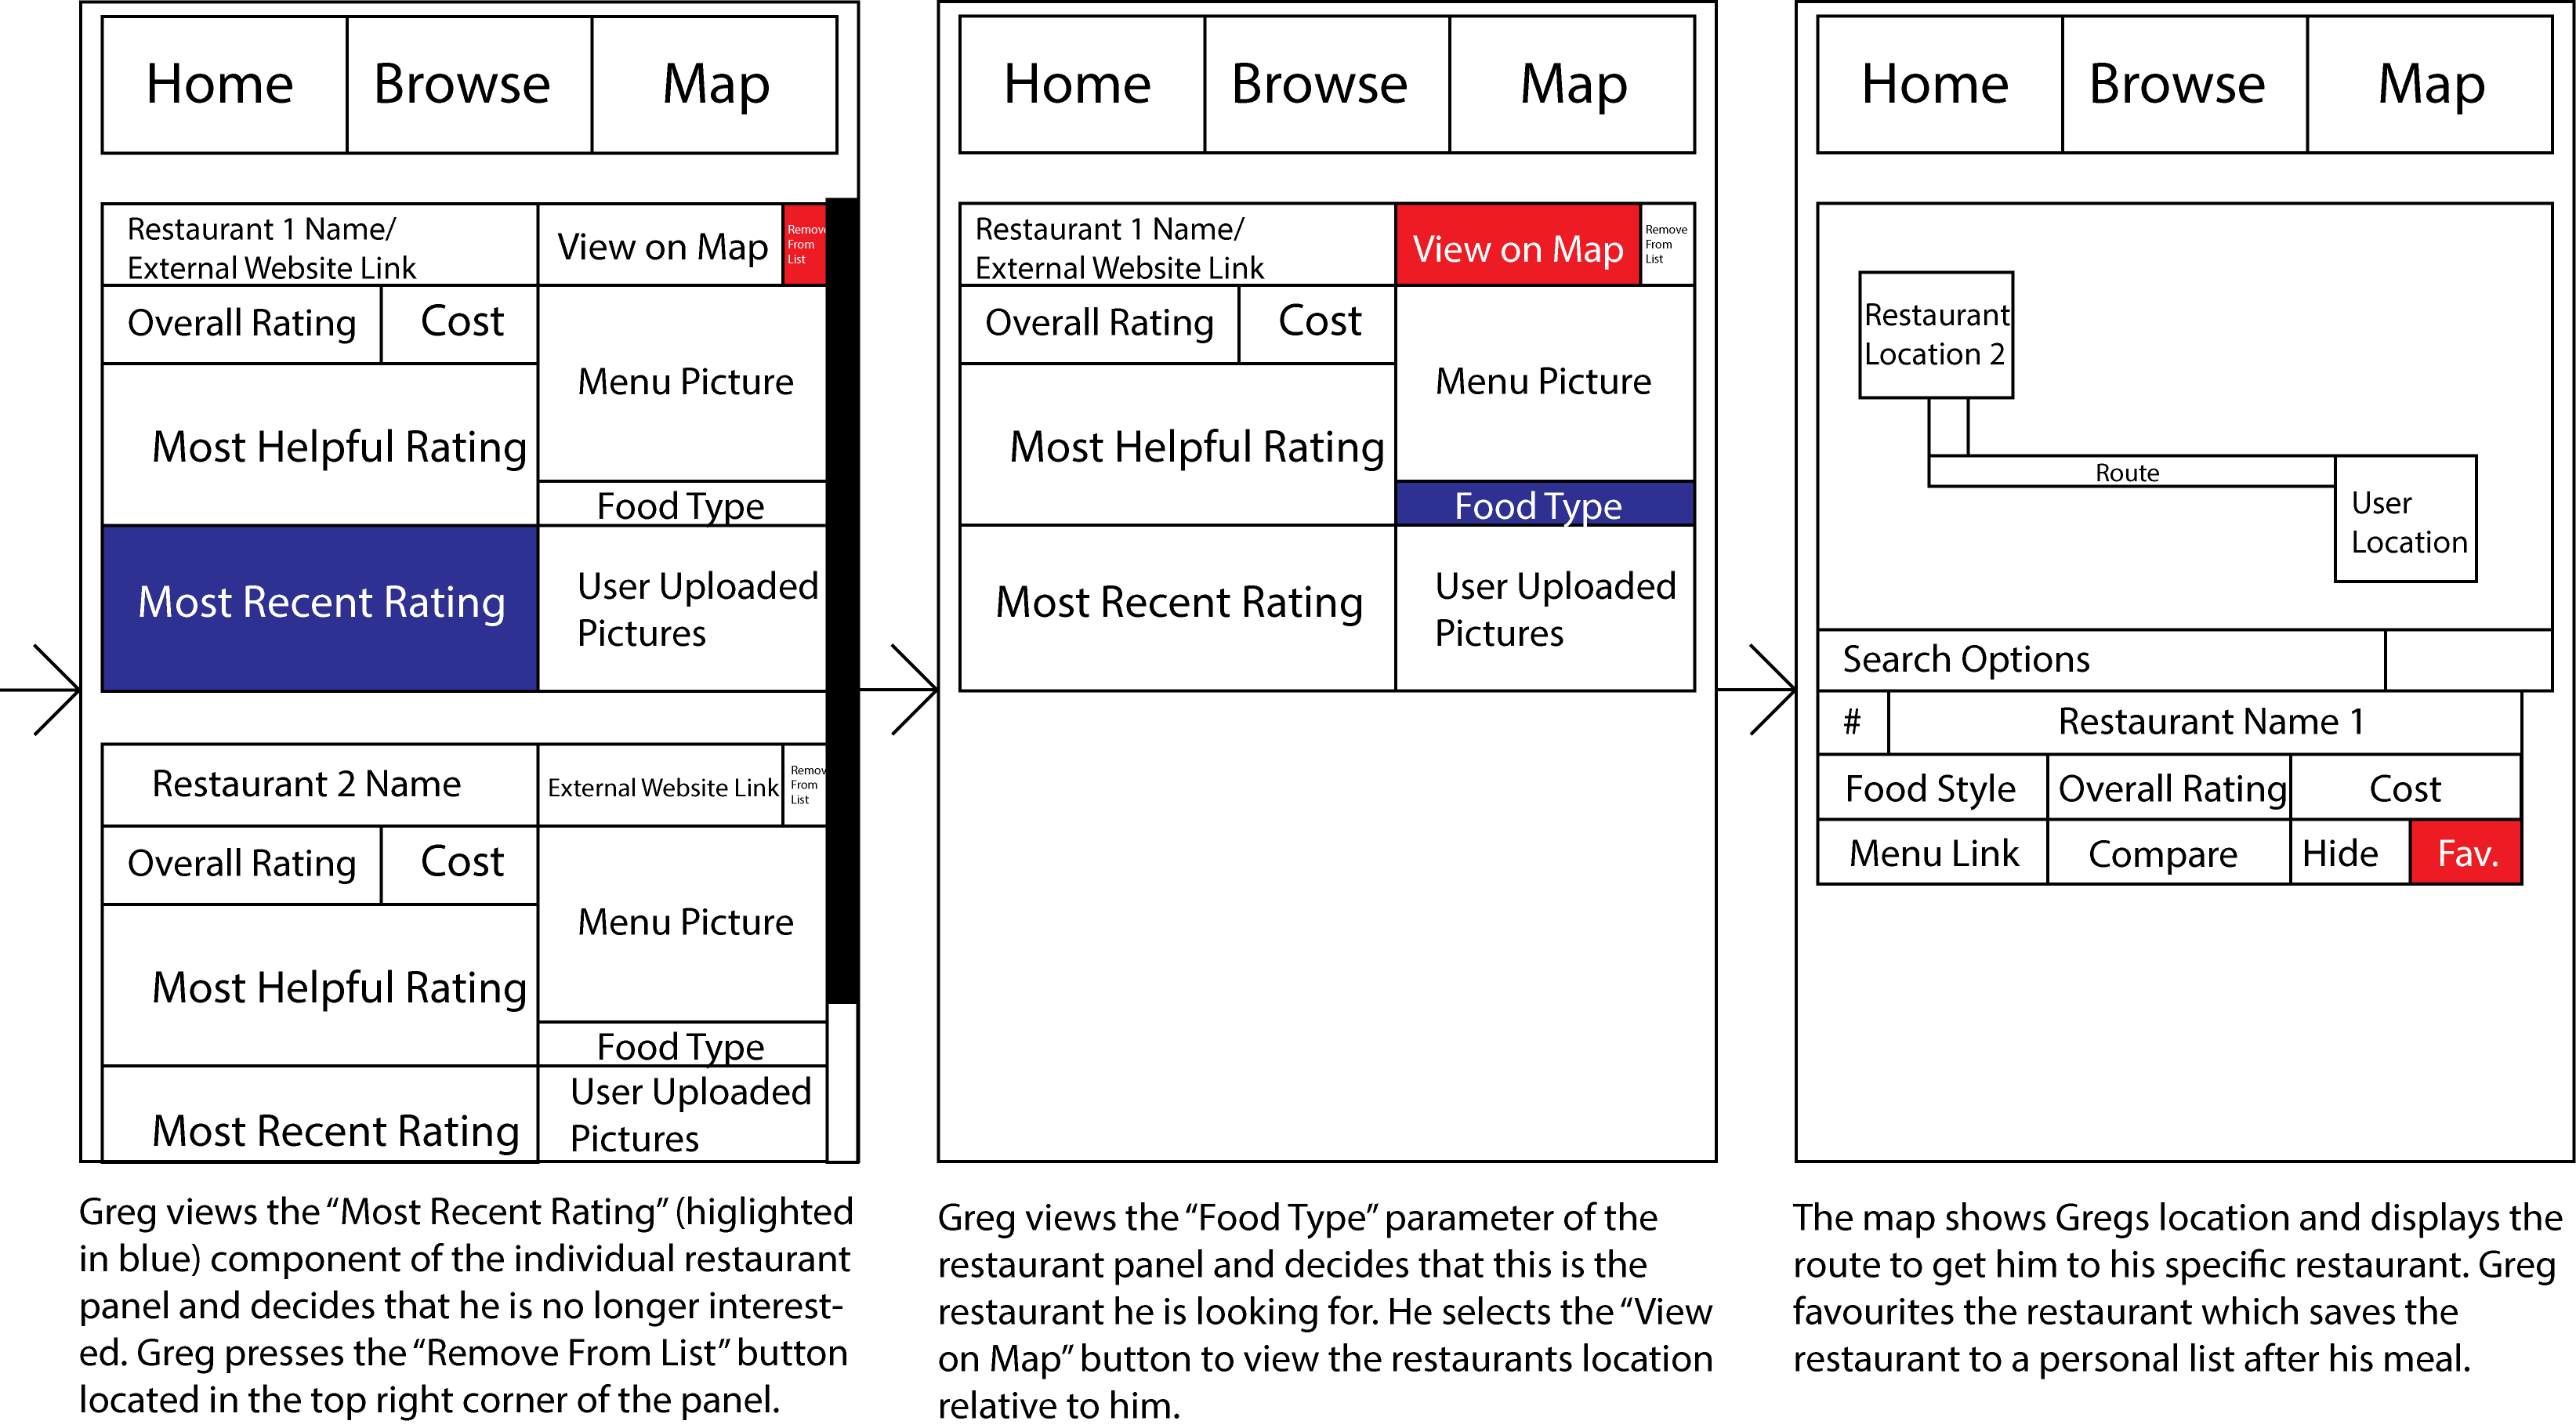 Home Browse Map
Restaurant 1 Name/
External Website Link
View on Map
Remove
From
List
Overall Rating
Cost
Menu Picture
Most Helpful Rating
Food Type
Most Recent Rating
User Uploaded
Pictures
Restaurant 2 Name
External Website Link
Remov
From
List
Overall Rating
Cost
Menu Picture
Most Helpful Rating
Food Type
Most Recent Rating
User Uploaded
Pictures
Greg views the “Most Recent Rating” (higlighted
in blue) component of the individual restaurant
panel and decides that he is no longer interest-
ed. Greg presses the “Remove From List” button
located in the top right corner of the panel.
Home Browse Map
Restaurant 1 Name/
External Website Link
View on Map
Remove
From
List
Overall Rating
Cost
Menu Picture
Most Helpful Rating
Food Type
Most Recent Rating
User Uploaded
Pictures
Greg views the “Food Type” parameter of the
restaurant panel and decides that this is the
restaurant he is looking for. He selects the “View
on Map” button to view the restaurants location
relative to him.
Home Browse Map
Restaurant
Location 2
Route
User
Location
Search Options
# Restaurant Name 1
Food Style Overall Rating Cost
Menu Link Compare Hide Fav.
The map shows Gregs location and displays the
route to get him to his specific restaurant. Greg
favourites the restaurant which saves the
restaurant to a personal list after his meal.